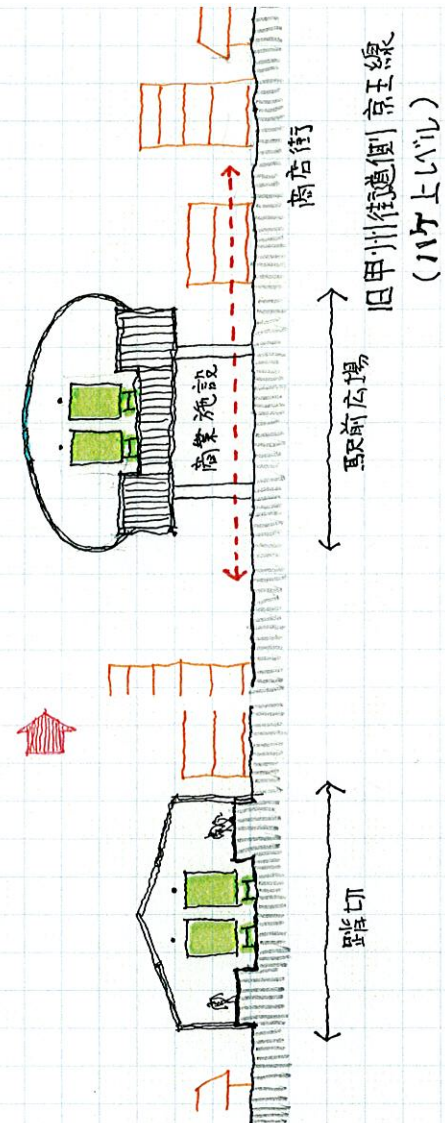 旧甲州街道側 京王線
(ハケ上レベル)
商店街
商業施設
駅前広場
踏切